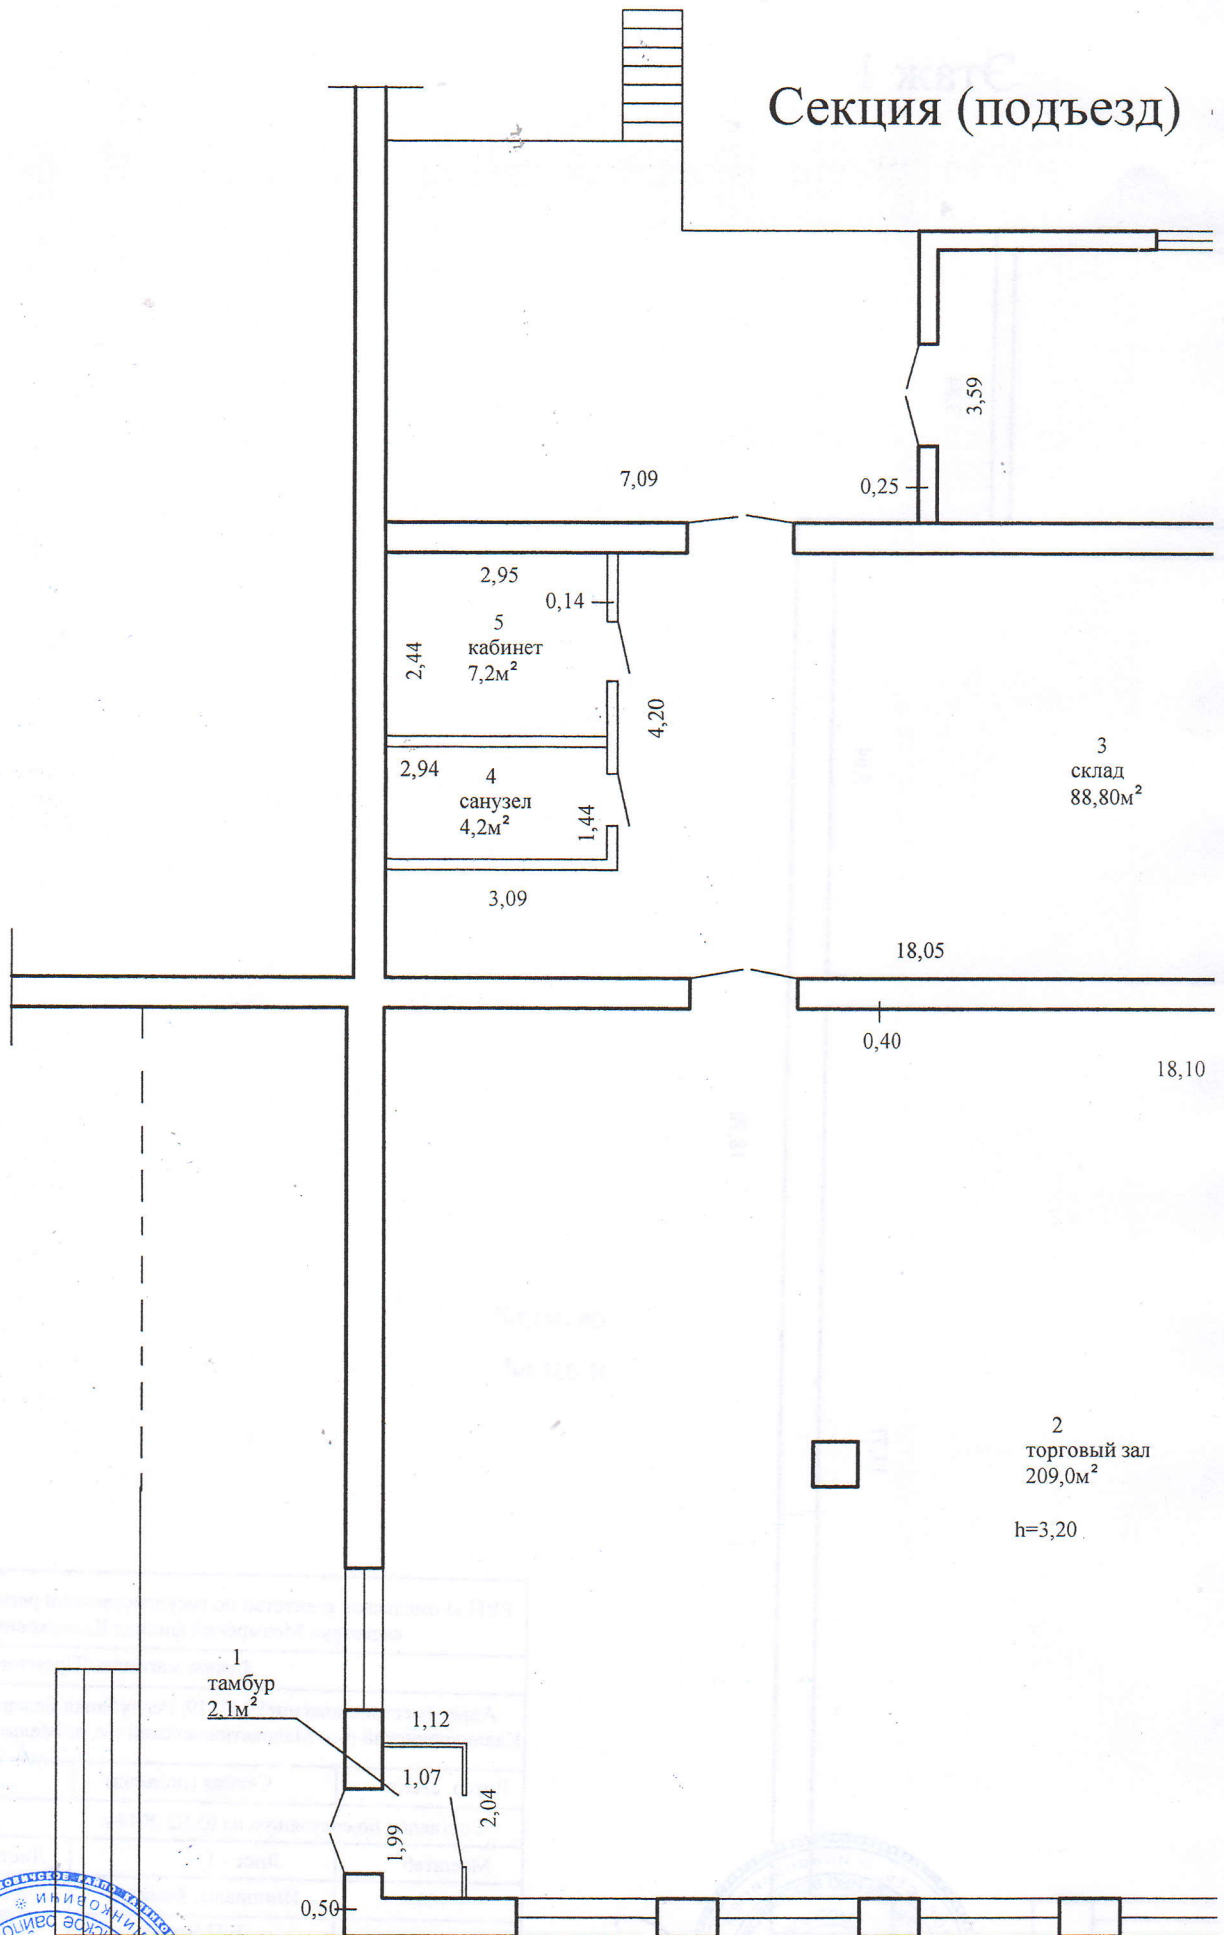 Секция (подъезд)
3,59
7,09
0,25
2,95
0,14
5
кабинет
7,2м²
2,44
4,20
2,94
4
санузел
4,2м²
1,44
3
склад
88,80м²
3,09
18,05
0,40
18,10
2
торговый зал
209,0м²
h=3,20
1
тамбур
2,1м²
1,12
1,07
2,04
1,99
0,50